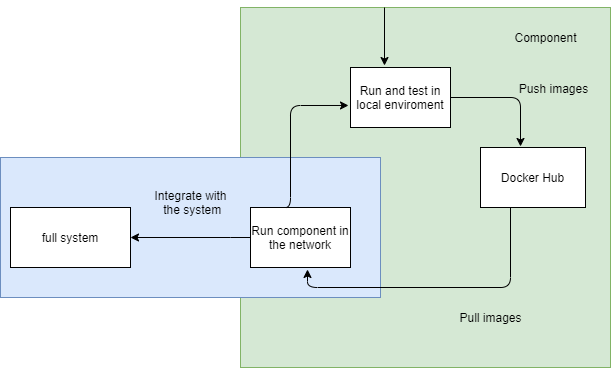 Component
Run and test in
local enviroment
Push images
Docker Hub
Integrate with
the system
full system
Run component in
the network
Pull images